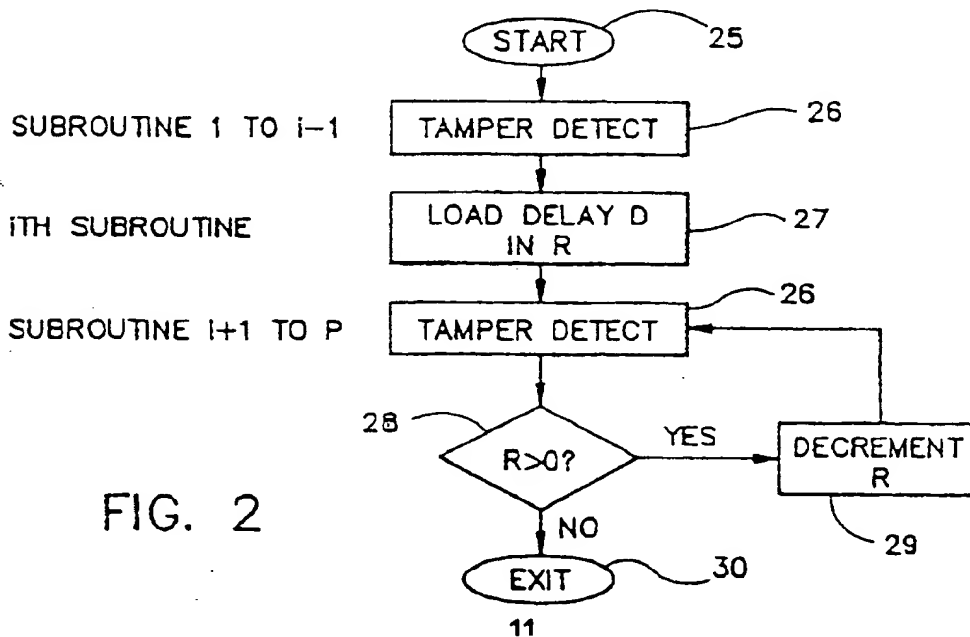 START
25
SUBROUTINE 1 TO i-1
TAMPER DETECT
26
iTH SUBROUTINE
LOAD DELAY D
IN R
27
SUBROUTINE I+1 TO P
TAMPER DETECT
26
28
R>0?
YES
DECREMENT
R
29
FIG. 2
NO
EXIT
30
11